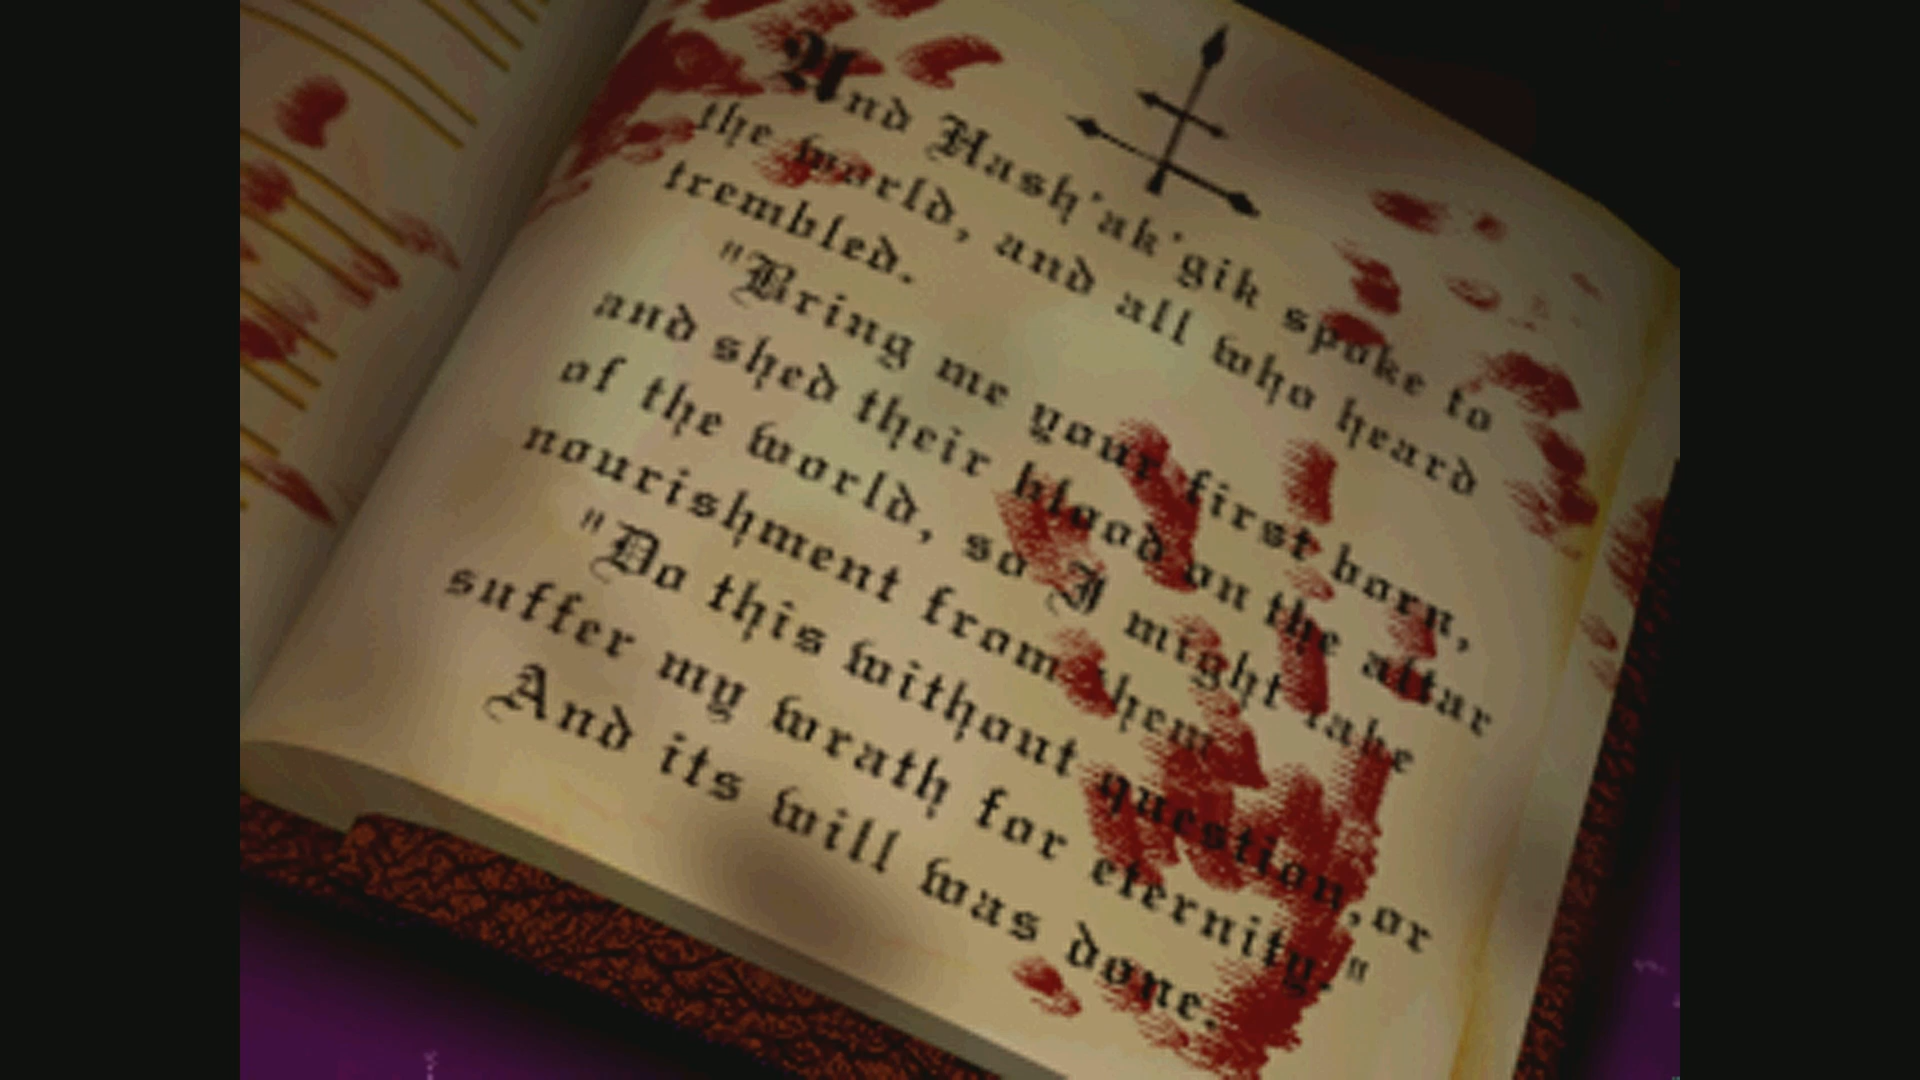 And Hash'ak'gik spoke to
the world, and all who heard
trembled.
"Bring me your first born,
and shed their blood on the altar
of the world, so I might take
nourishment from them
"Do this without question, or
suffer my wrath for eternity."
And its will was done.